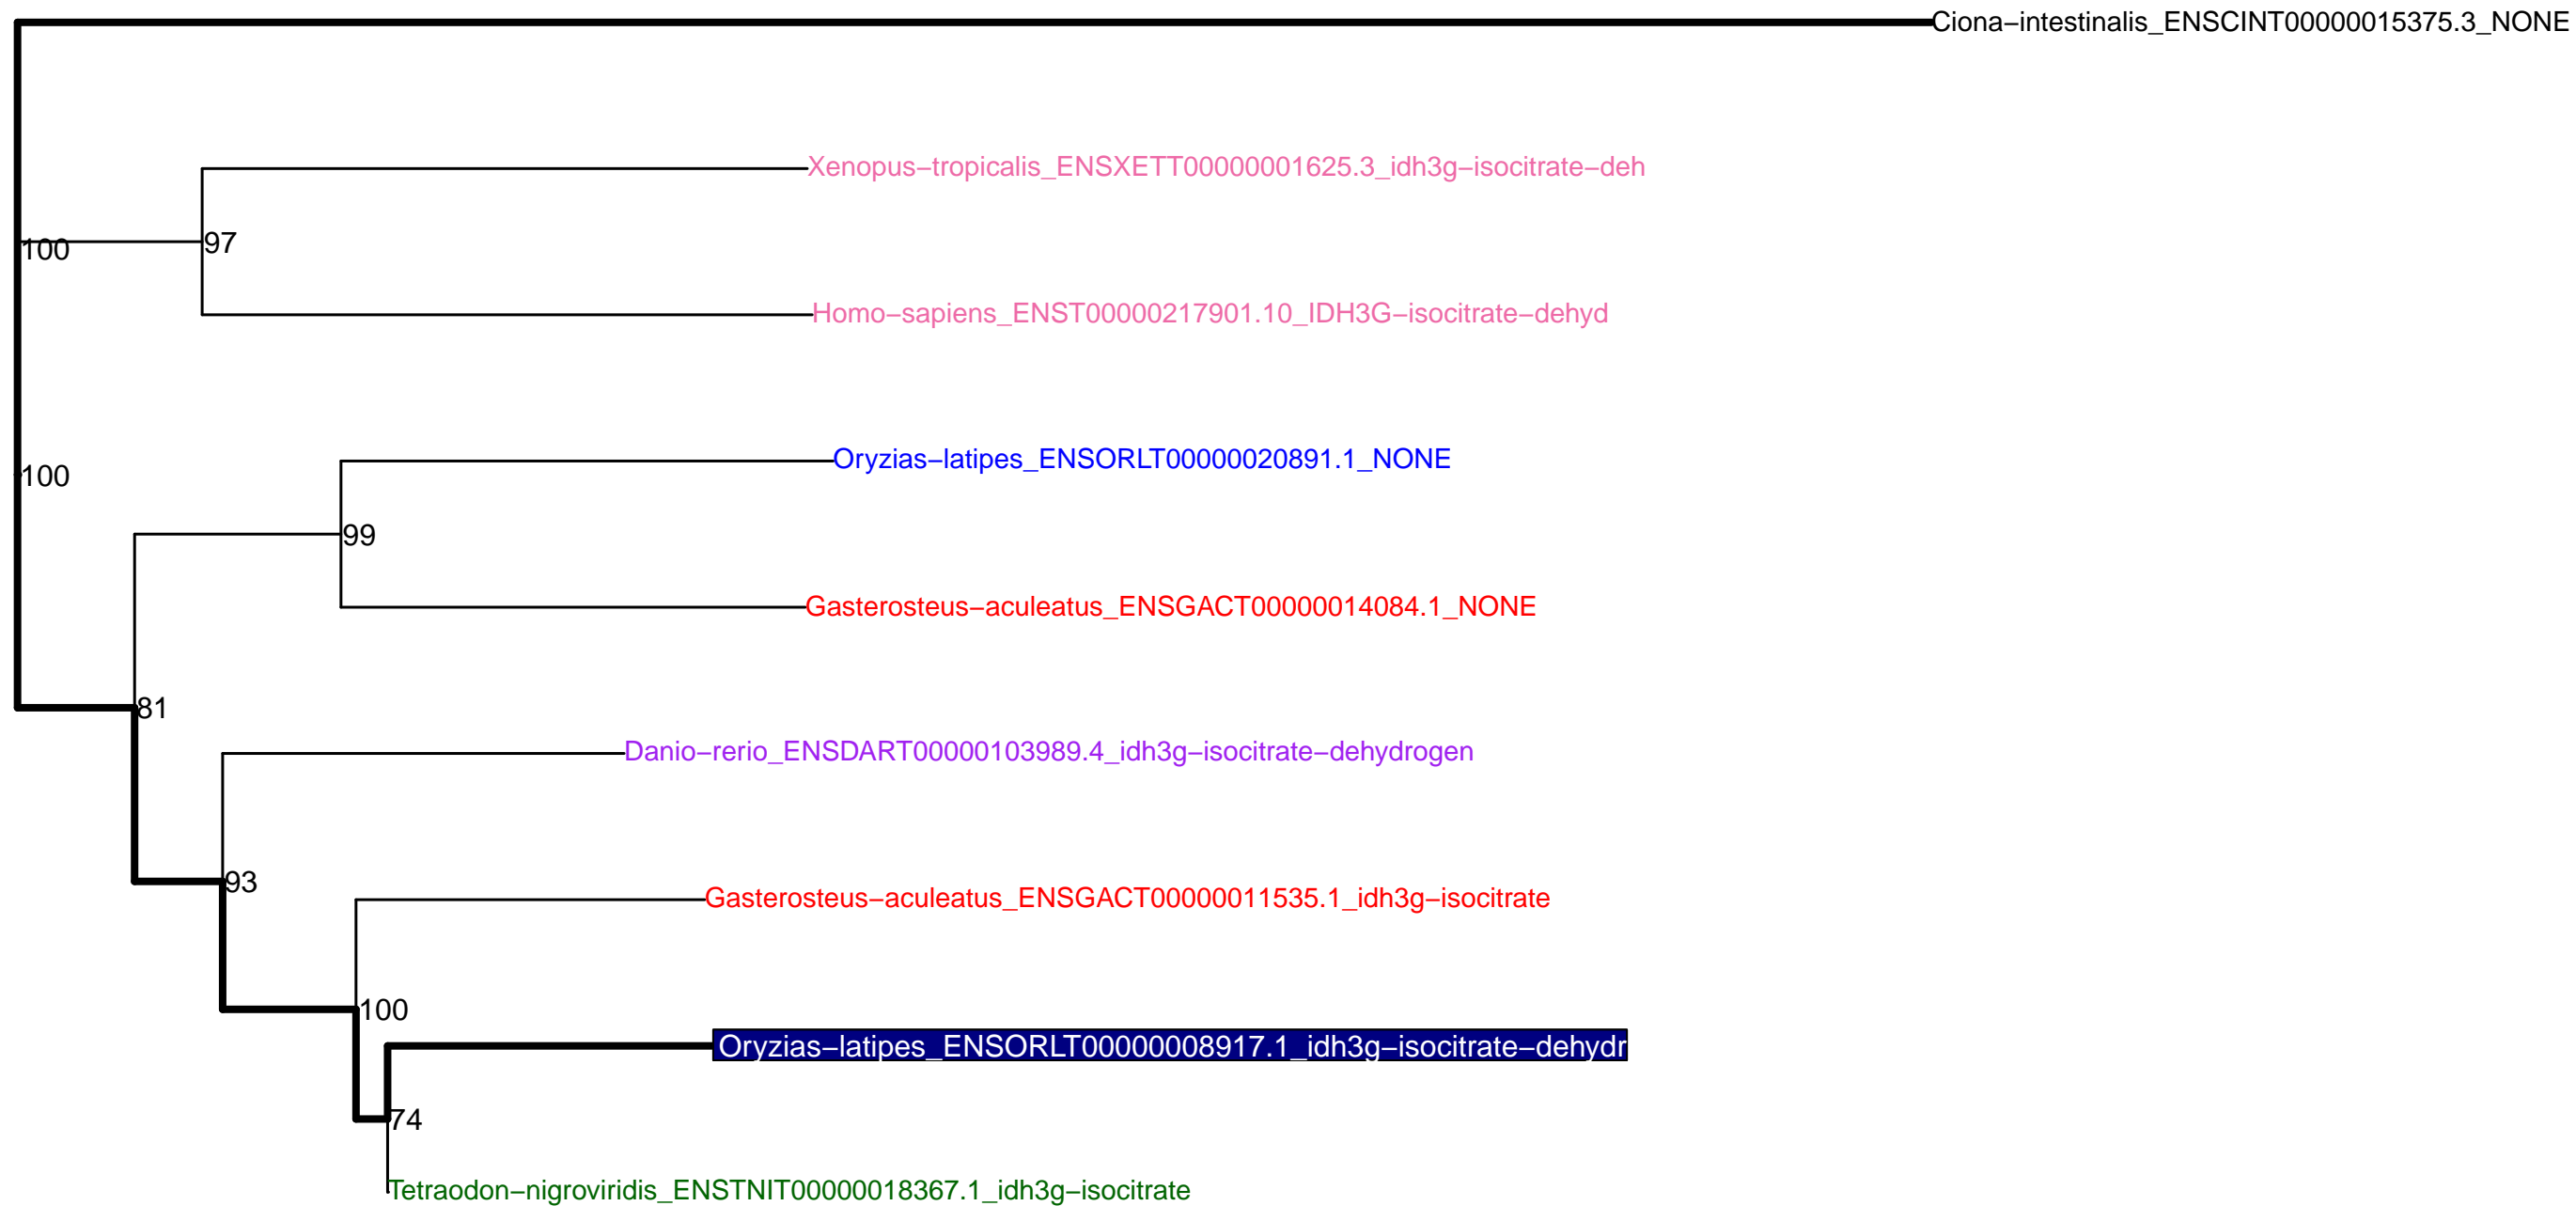 Ciona−intestinalis_ENSCINT00000015375.3_NONE
Xenopus−tropicalis_ENSXETT00000001625.3_idh3g−isocitrate−deh
100
97
Homo−sapiens_ENST00000217901.10_IDH3G−isocitrate−dehyd
Oryzias−latipes_ENSORLT00000020891.1_NONE
100
99
Gasterosteus−aculeatus_ENSGACT00000014084.1_NONE
81
Danio−rerio_ENSDART00000103989.4_idh3g−isocitrate−dehydrogen
93
Gasterosteus−aculeatus_ENSGACT00000011535.1_idh3g−isocitrate
100
Oryzias−latipes_ENSORLT00000008917.1_idh3g−isocitrate−dehydr
74
Tetraodon−nigroviridis_ENSTNIT00000018367.1_idh3g−isocitrate